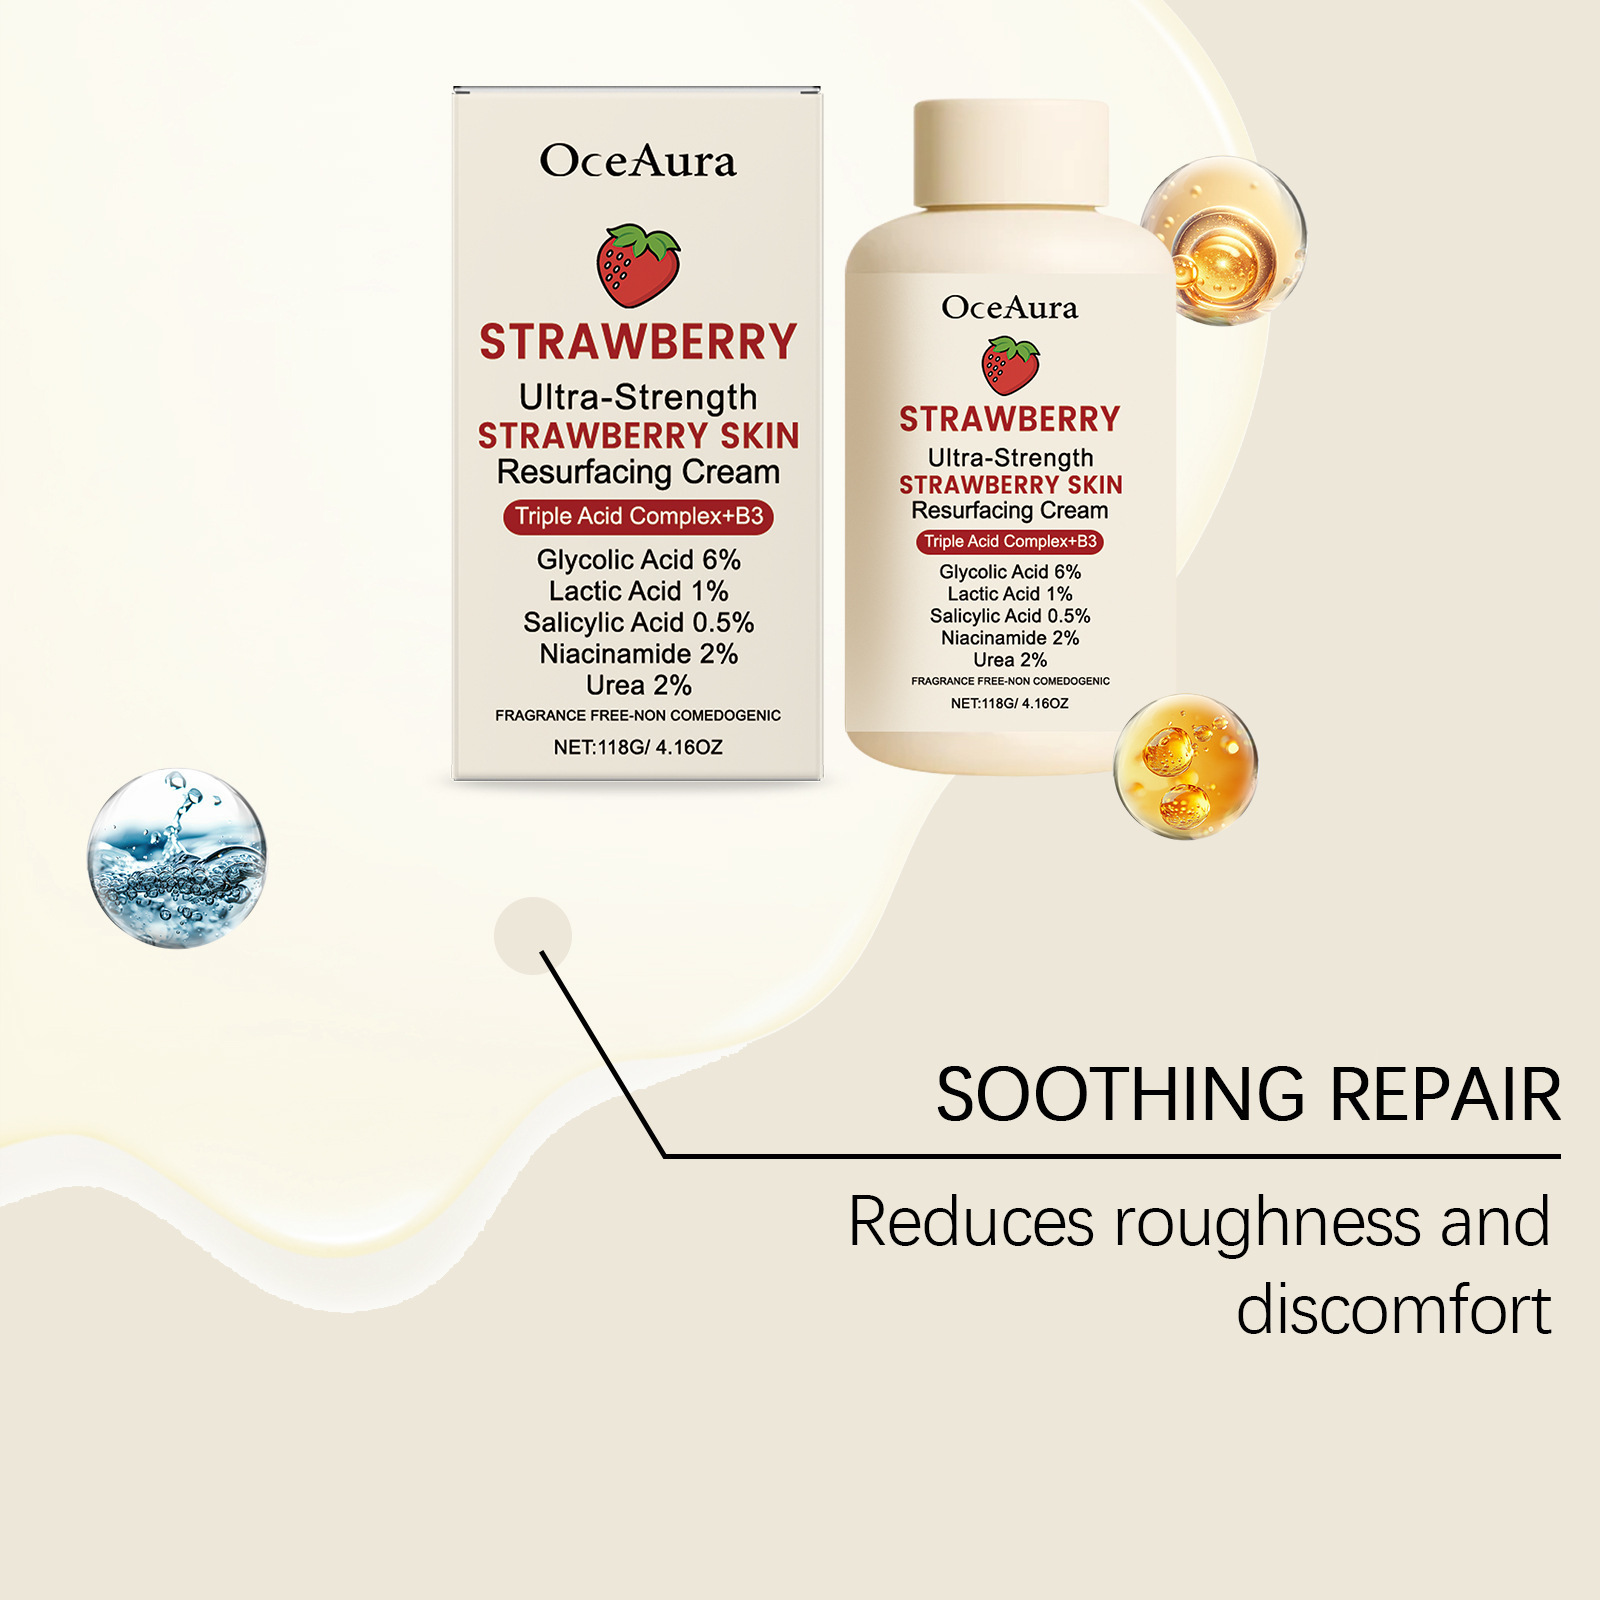 OceAura
STRAWBERRY
Ultra-Strength
STRAWBERRY SKIN
Resurfacing Cream
Triple Acid Complex+B3
Glycolic Acid 6%
Lactic Acid 1%
Salicylic Acid 0.5%
Niacinamide 2%
Urea 2%
FRAGRANCE FREE-NON COMEDOGENIC
NET:118G/ 4.16OZ
OceAura
STRAWBERRY
Ultra-Strength
STRAWBERRY SKIN
Resurfacing Cream
Triple Acid Complex+B3
Glycolic Acid 6%
Lactic Acid 1%
Salicylic Acid 0.5%
Niacinamide 2%
Urea 2%
FRAGRANCE FREE-NON COMEDOGENIC
NET:118G/ 4.16OZ
SOOTHING REPAIR
Reduces roughness and
discomfort